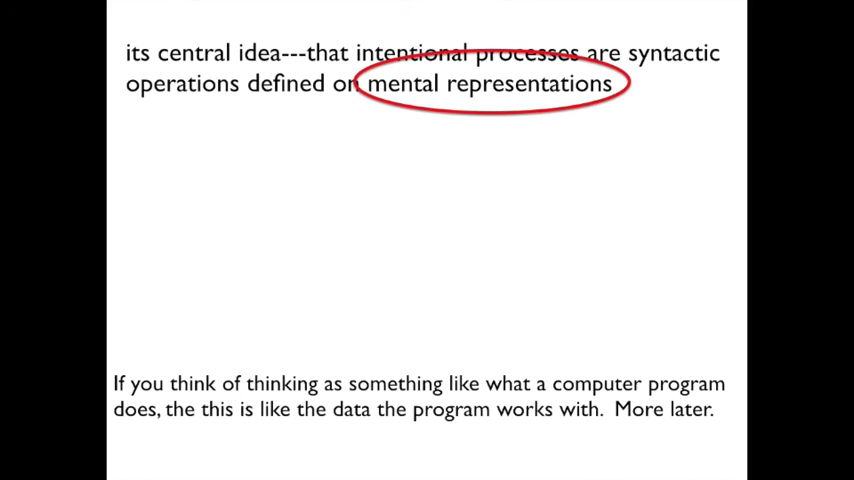 its central idea---that intentional processes are syntactic
operations defined on mental representations
If you think of thinking as something like what a computer program
does, the this is like the data the program works with.  More later.